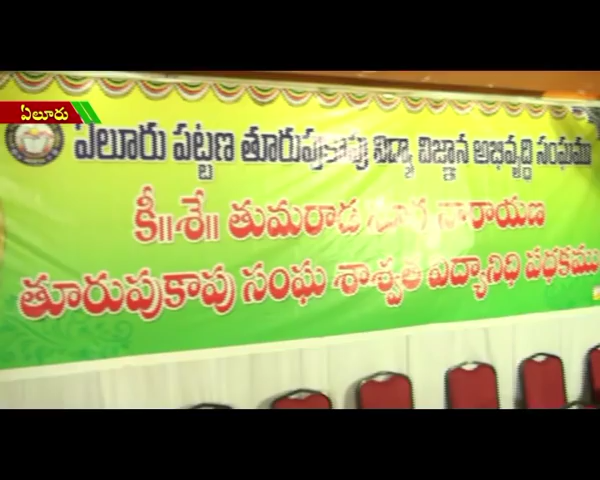 ఏలూరు
ఏలూరు పట్టణ తూరుపుకాపు విద్యా విజ్ఞాన అభివృద్ధి సంఘము
కీ॥శే॥ తుమరాడ నారాయణ
తూరుపుకాపు సంఘ శాశ్వత విద్యానిధి పథకము